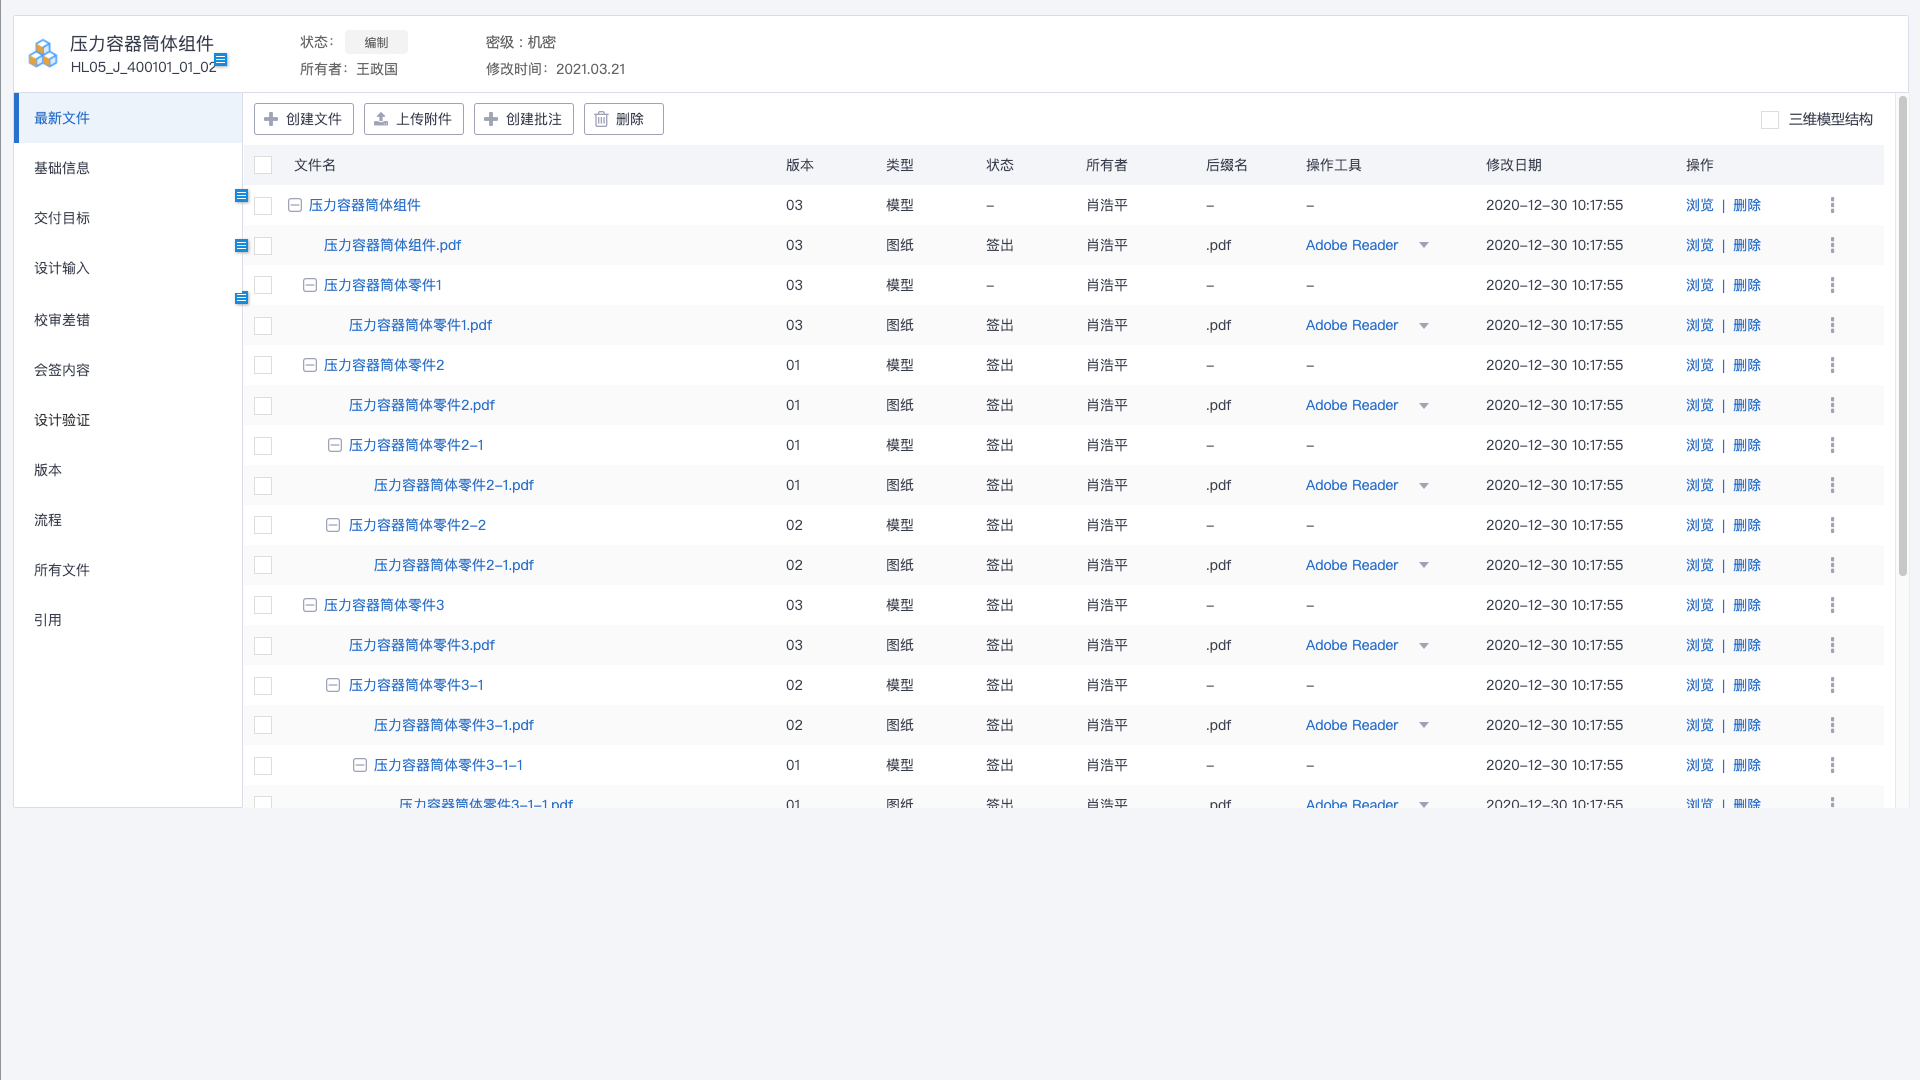 压力容器筒体组件
HL05_J_400101_01_02
状态： 编制
所有者： 王政国
密级：机密
修改时间： 2021.03.21
最新文件
基础信息
交付目标
设计输入
校审差错
会签内容
设计验证
版本
流程
所有文件
引用
创建文件 上传附件 创建批注 删除 三维模型结构
文件名 版本 类型 状态 所有者 后缀名 操作工具 修改日期 操作
压力容器筒体组件 03 模型 – 肖浩平 – – 2020–12–30 10:17:55 浏览 | 删除
压力容器筒体组件.pdf 03 图纸 签出 肖浩平 .pdf Adobe Reader 2020–12–30 10:17:55 浏览 | 删除
压力容器筒体零件1 03 模型 – 肖浩平 – – 2020–12–30 10:17:55 浏览 | 删除
压力容器筒体零件1.pdf 03 图纸 签出 肖浩平 .pdf Adobe Reader 2020–12–30 10:17:55 浏览 | 删除
压力容器筒体零件2 01 模型 签出 肖浩平 – – 2020–12–30 10:17:55 浏览 | 删除
压力容器筒体零件2.pdf 01 图纸 签出 肖浩平 .pdf Adobe Reader 2020–12–30 10:17:55 浏览 | 删除
压力容器筒体零件2–1 01 模型 签出 肖浩平 – – 2020–12–30 10:17:55 浏览 | 删除
压力容器筒体零件2–1.pdf 01 图纸 签出 肖浩平 .pdf Adobe Reader 2020–12–30 10:17:55 浏览 | 删除
压力容器筒体零件2–2 02 模型 签出 肖浩平 – – 2020–12–30 10:17:55 浏览 | 删除
压力容器筒体零件2–1.pdf 02 图纸 签出 肖浩平 .pdf Adobe Reader 2020–12–30 10:17:55 浏览 | 删除
压力容器筒体零件3 03 模型 签出 肖浩平 – – 2020–12–30 10:17:55 浏览 | 删除
压力容器筒体零件3.pdf 03 图纸 签出 肖浩平 .pdf Adobe Reader 2020–12–30 10:17:55 浏览 | 删除
压力容器筒体零件3–1 02 模型 签出 肖浩平 – – 2020–12–30 10:17:55 浏览 | 删除
压力容器筒体零件3–1.pdf 02 图纸 签出 肖浩平 .pdf Adobe Reader 2020–12–30 10:17:55 浏览 | 删除
压力容器筒体零件3–1–1 01 模型 签出 肖浩平 – – 2020–12–30 10:17:55 浏览 | 删除
压力容器筒体零件3–1–1.pdf 01 图纸 签出 肖浩平 .pdf Adobe Reader 2020–12–30 10:17:55 浏览 | 删除